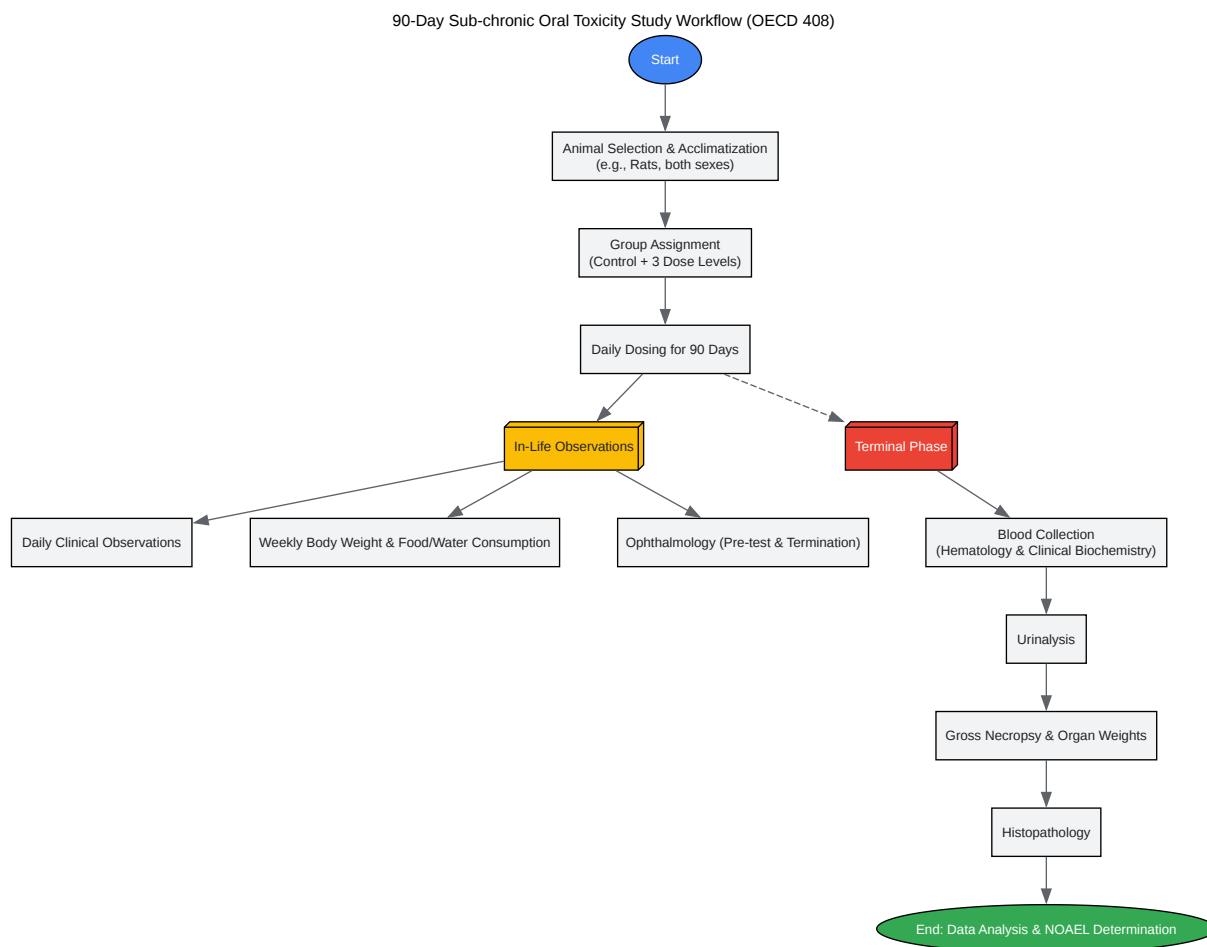 90-Day Sub-chronic Oral Toxicity Study Workflow (OECD 408)
Start
Animal Selection & Acclimatization
(e.g., Rats, both sexes)
Group Assignment
(Control + 3 Dose Levels)
Daily Dosing for 90 Days
In-Life Observations
Terminal Phase
Daily Clinical Observations
Weekly Body Weight & Food/Water Consumption
Ophthalmology (Pre-test & Termination)
Blood Collection
(Hematology & Clinical Biochemistry)
Urinalysis
Gross Necropsy & Organ Weights
Histopathology
End: Data Analysis & NOAEL Determination